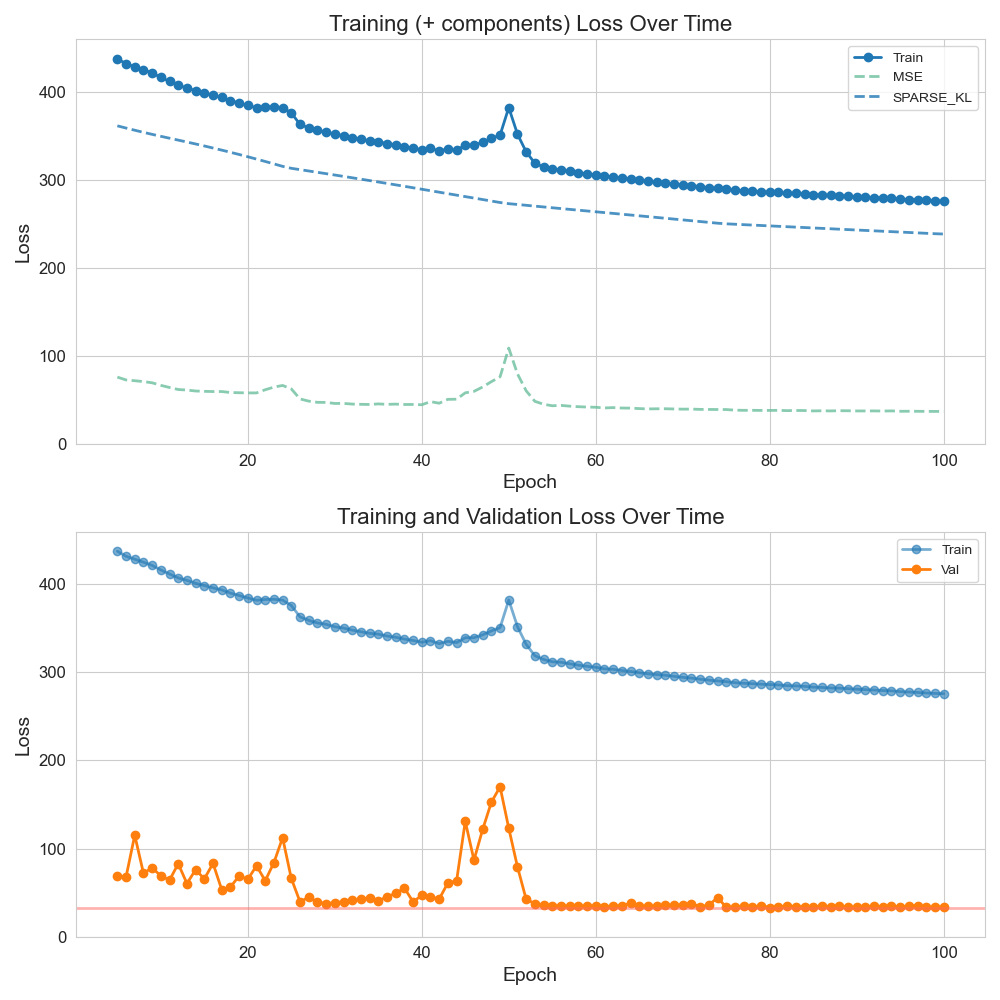 Training (+ components) Loss Over Time
Train
MSE
SPARSE_KL
400
300
200
100
0
Loss
20 40 60 80 100
Epoch
Training and Validation Loss Over Time
Train
Val
400
300
200
100
0
Loss
20 40 60 80 100
Epoch